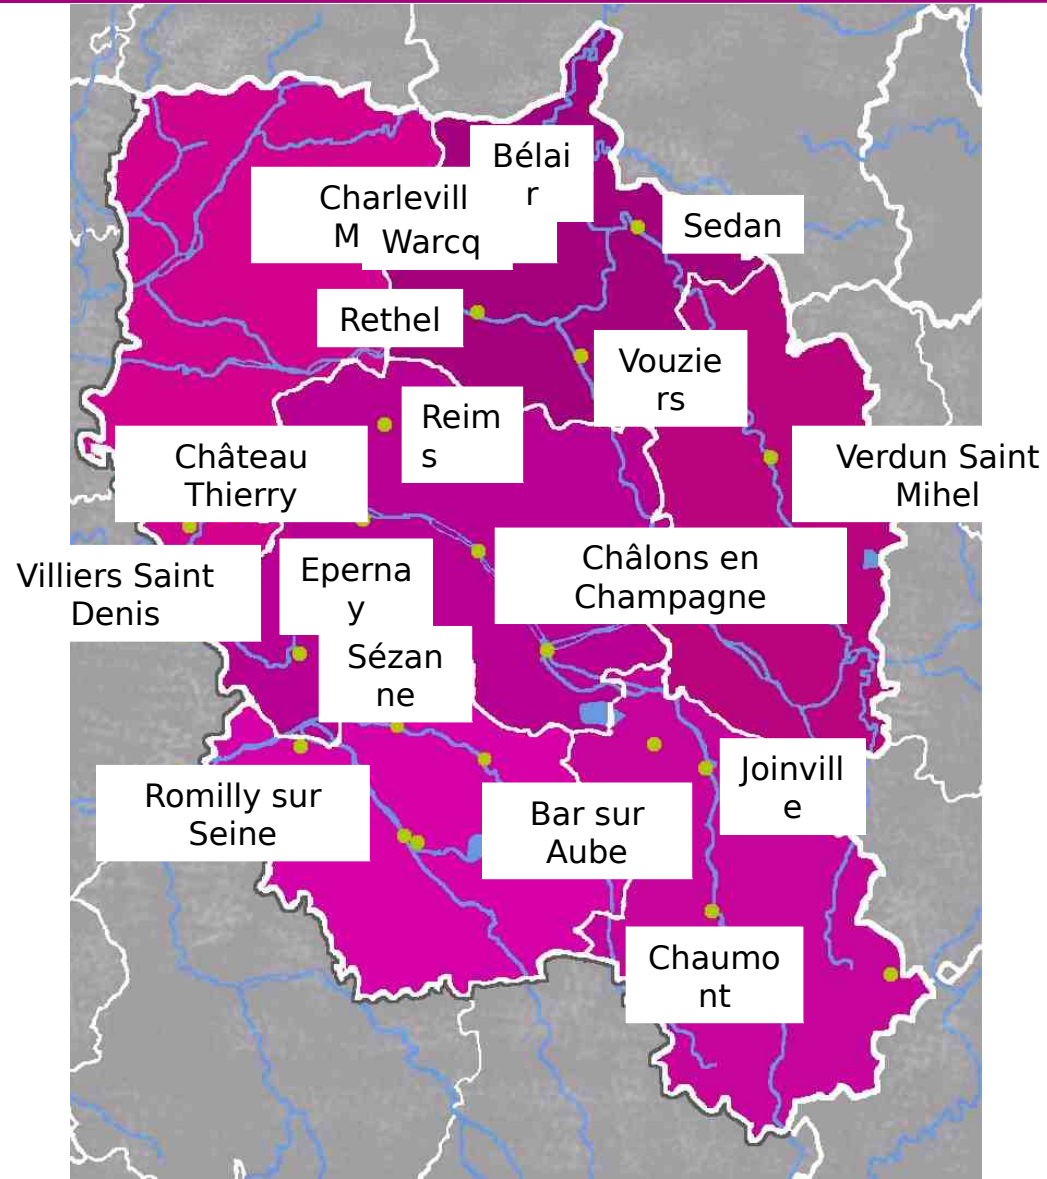 Bélai
r
Charlevill
M
Warcq
Sedan
Rethel
Vouzie
rs
Reim
s
Château
Thierry
Verdun Saint
Mihel
Châlons en
Champagne
Villiers Saint
Denis
Eperna
y
Sézan
ne
Joinvill
e
Romilly sur
Seine
Bar sur
Aube
Chaumo
nt